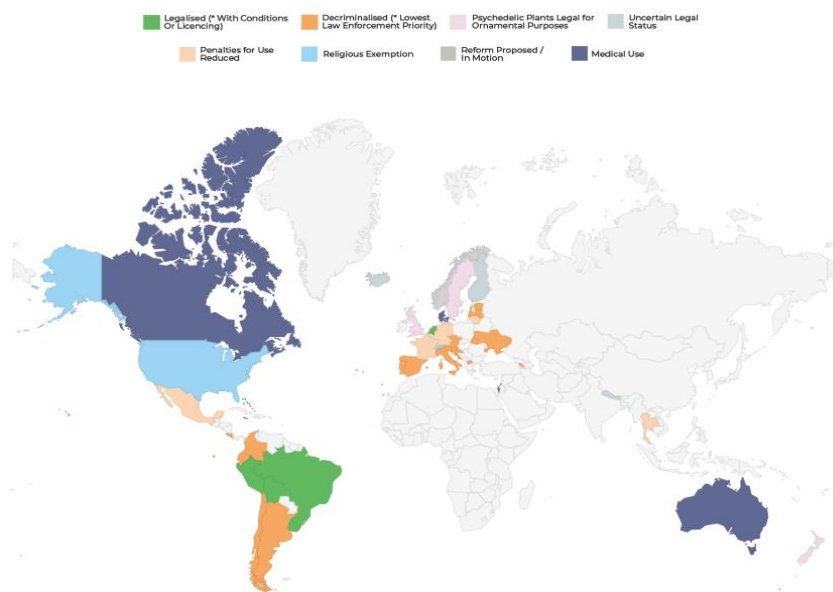 Legalised (* With Conditions
Or Licencing)
Decriminalised (* Lowest
Law Enforcement Priority)
Psychedelic Plants Legal for
Ornamental Purposes
Uncertain Legal
Status
Penalties for Use
Reduced
Religious Exemption
Reform Proposed /
In Motion
Medical Use